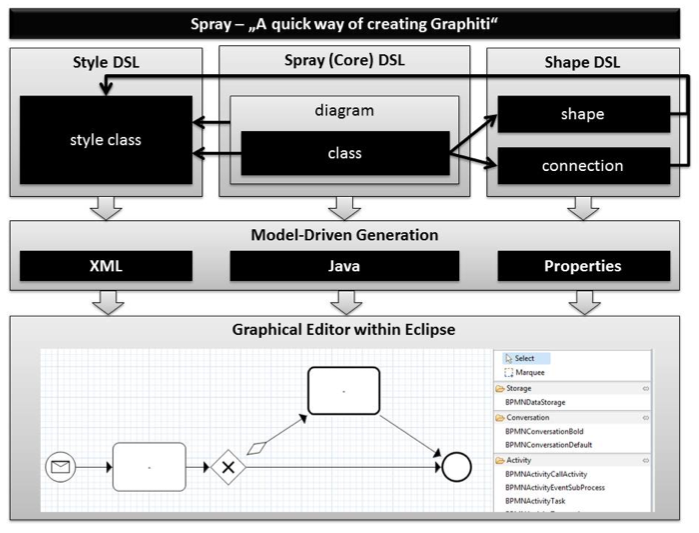 Spray – „A quick way of creating Graphiti“
Style DSL
Spray (Core) DSL
Shape DSL
style class
diagram
class
shape
connection
Model-Driven Generation
XML
Java
Properties
Graphical Editor within Eclipse
Select
Marquee
Storage
BPMNDataStorage
Conversation
BPMNConversationBold
BPMNConversationDefault
Activity
BPMNActivityCallActivity
BPMNActivityEventSubProcess
BPMNActivityTask